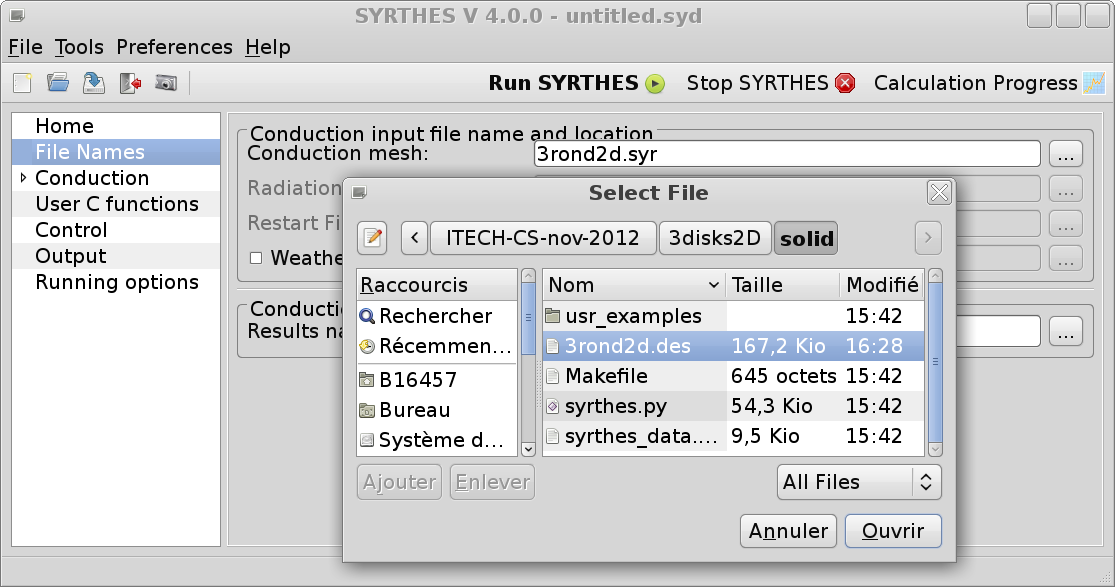 SYRTHES V 4.0.0 - untitled.syd
File Tools Preferences Help
Run SYRTHES Stop SYRTHES Calculation Progress
Home
File Names
Conduction
User C functions
Control
Output
Running options
Conduction input file name and location
Conduction mesh: 3rond2d.syr ...
Radiation ...
Restart Fi ...
Weathe ...
Conducti
Results na ...
Select File
< ITECH-CS-nov-2012 3disks2D solid >
Raccourcis
Rechercher
Récemmen...
B16457
Bureau
Système d...
Nom Taille Modifié
usr_examples 15:42
3rond2d.des 167,2 Kio 16:28
Makefile 645 octets 15:42
syrthes.py 54,3 Kio 15:42
syrthes_data.... 9,5 Kio 15:42
Ajouter Enlever All Files
Annuler Ouvrir